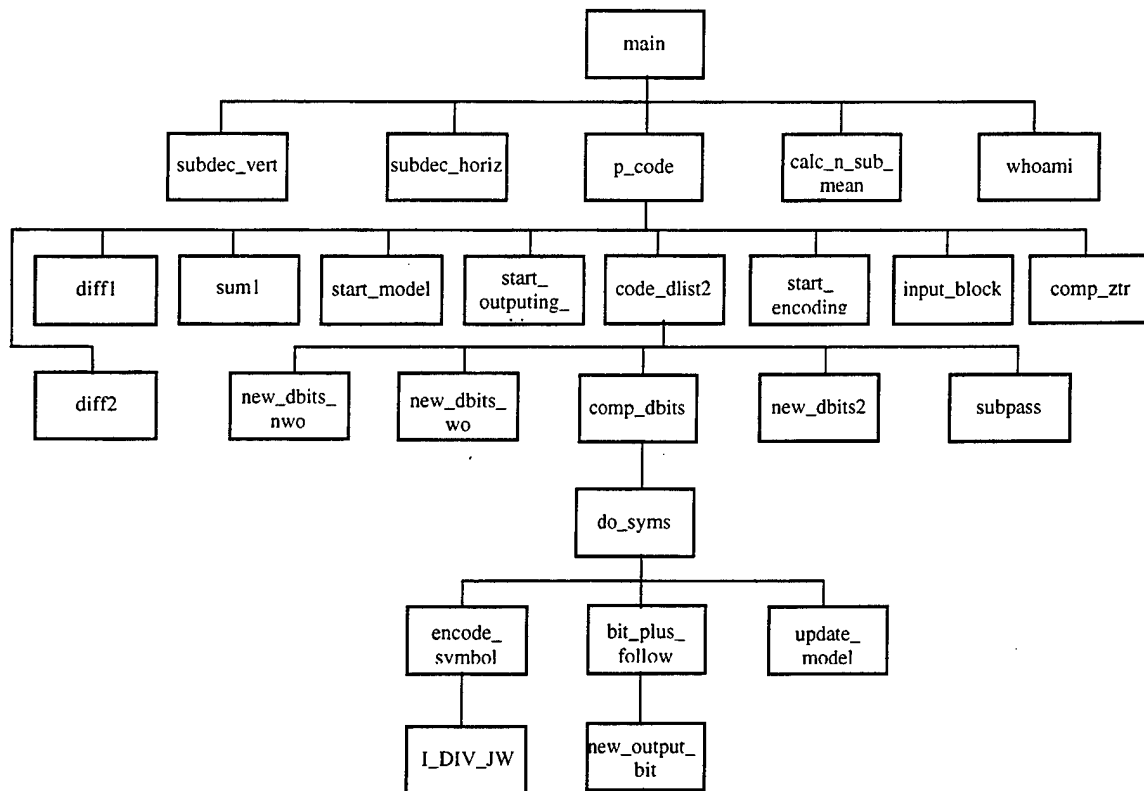 main
subdec_vert
subdec_horiz
p_code
calc_n_sub_
mean
whoami
diff1
sum1
start_model
start_
outputing_
code_dlist2
start_
encoding
input_block
comp_ztr
diff2
new_dbits_
nwo
new_dbits_
wo
comp_dbits
new_dbits2
subpass
do_syms
encode_
symbol
bit_plus_
follow
update_
model
I_DIV_JW
new_output_
bit